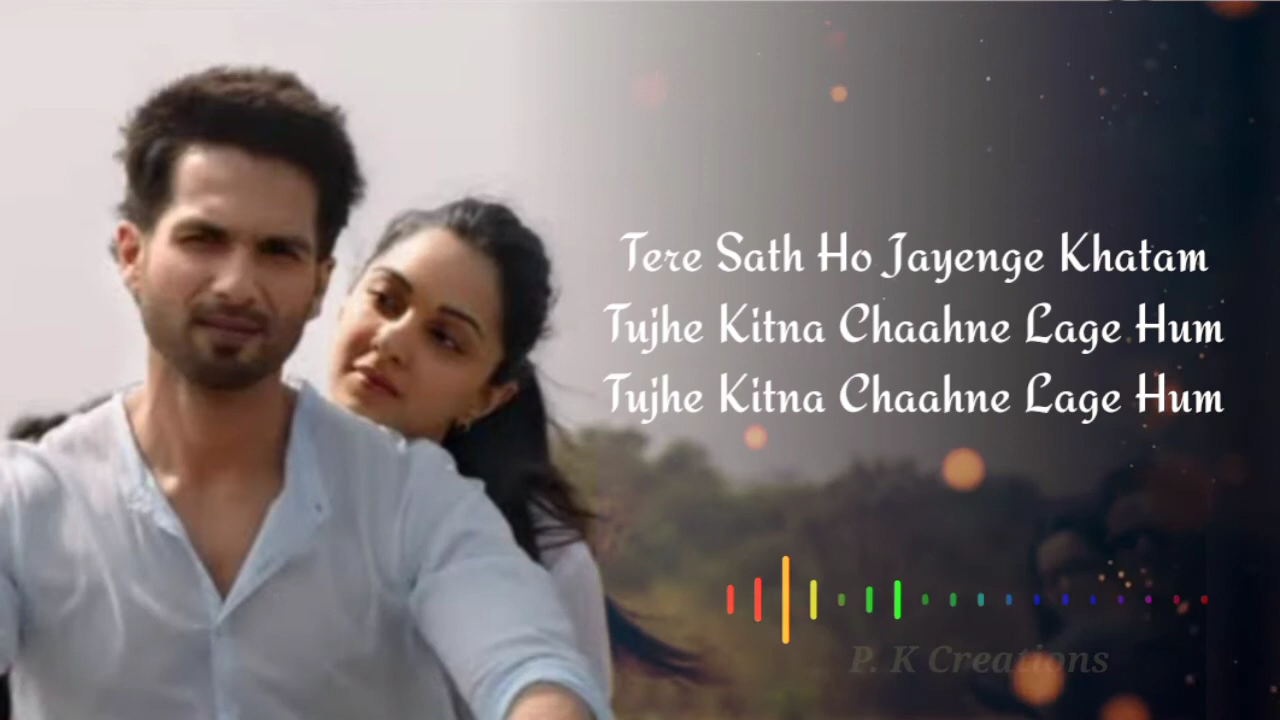 Tere Sath Ho Jayenge Khatam
Tujhe Kitna Chaahne Lage Hum
Tujhe Kitna Chaahne Lage Hum
P. K Creations